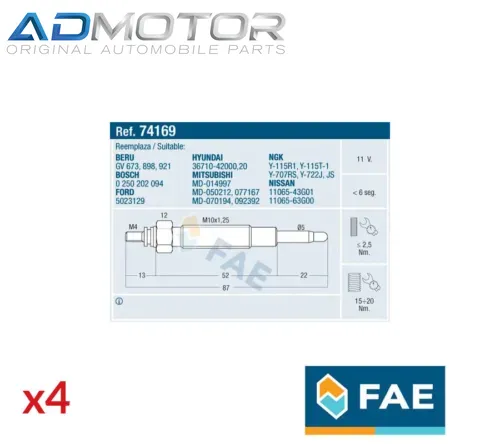 ADMOTOR
ORIGINAL AUTOMOBILE PARTS
Ref. 74169
Reemplaza / Suitable:
BERU
GV 673, 898, 921
BOSCH
0 250 202 094
FORD
5023129
HYUNDAI
36710-42000,20
MITSUBISHI
MD-014997
MD-050212, 077167
MD-070194, 092392
NGK
Y-115R1, Y-115T-1
Y-707RS, Y-722J, JS
NISSAN
11065-43G01
11065-63G00
11 V.
< 6 seg.
≤ 2,5
Nm.
15÷20
Nm.
12
M10x1,25
M4
Ø5
13
52
22
87
FAE
x4
FAE